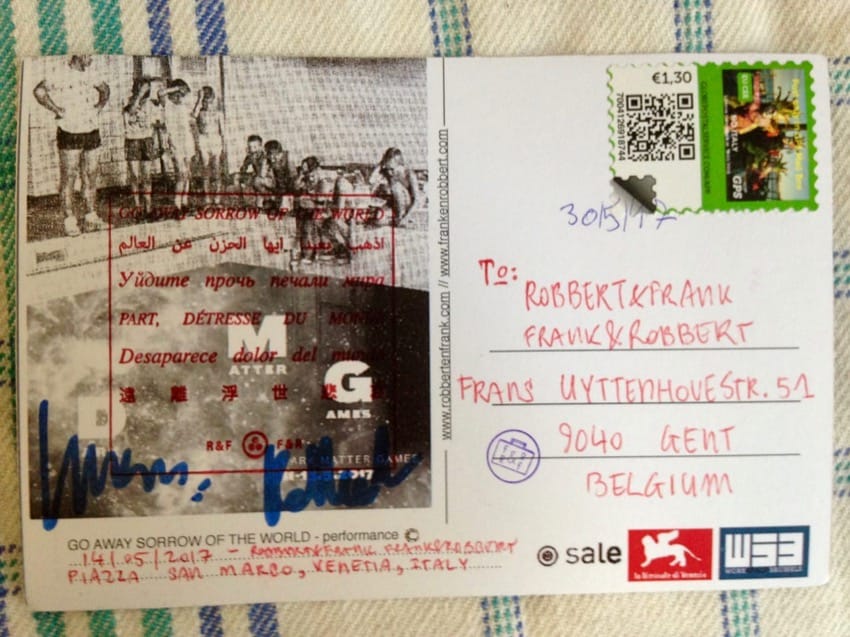 GO AWAY SORROW OF THE WORLD
اذهب بعيدا ايها الحزن عن العالم
Уйдите прочь печали мира
PART, DÉTRESSE DU MONDE
Desaparece dolor del mundo
遠離浮世悲
D
M
ATTER
G
AMES
R&F F&R
DARK MATTER GAMES
2017
GO AWAY SORROW OF THE WORLD - performance ©
14/05/2017 - ROBBERT&FRANK FRANK&ROBBERT
PIAZZA SAN MARCO, VENETIA, ITALY
www.robbertenfrank.com // www.frankenrobbert.com
€1,30
7004126918744
GPS
30/5/17
TO:
ROBBERT&FRANK
FRANK&ROBBERT
FRANS UYTTENHOVESTR. 51
9040 GENT
BELGIUM
sale
la Biennale di Venezia